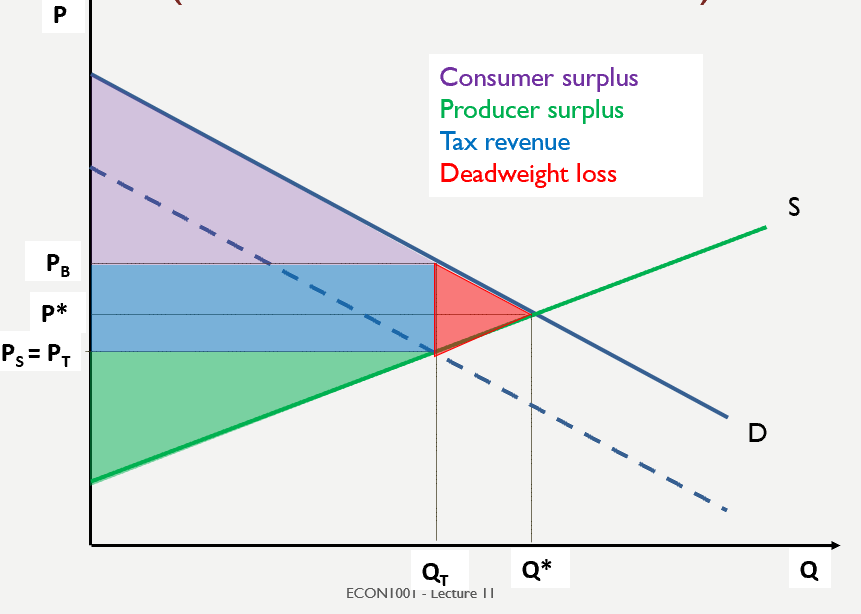 P
Consumer surplus
Producer surplus
Tax revenue
Deadweight loss
S
P_B
P*
P_S = P_T
D
Q_T
Q*
Q
ECON1001 - Lecture 11